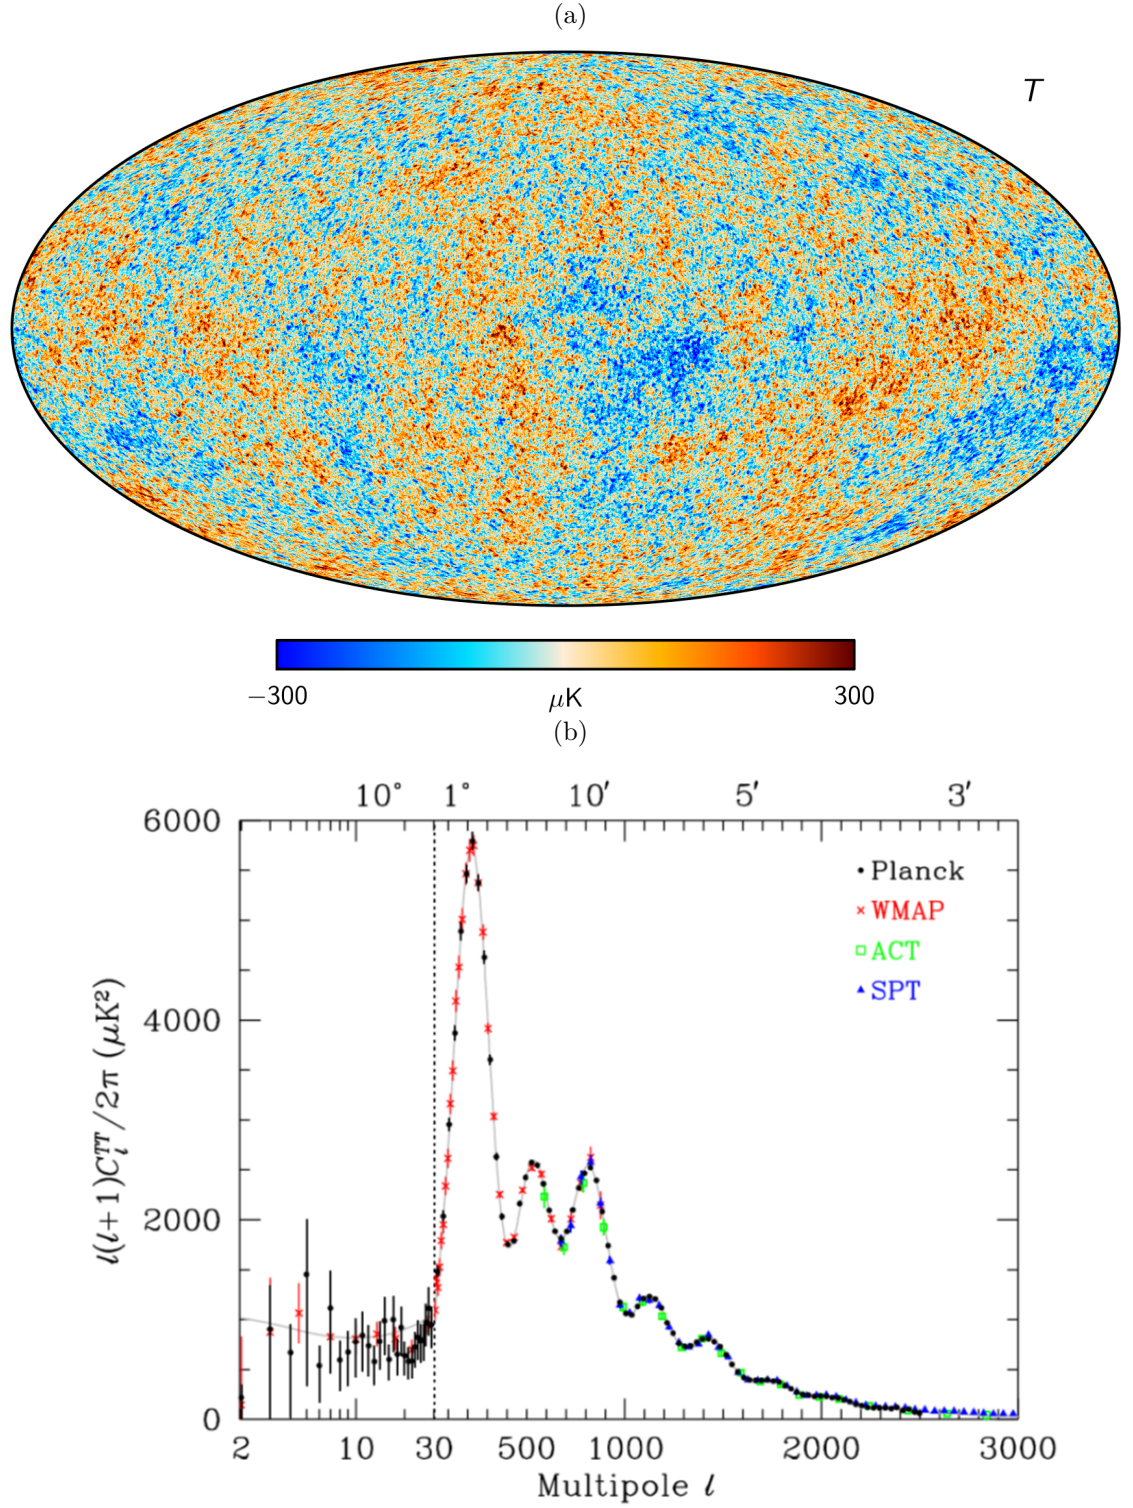 (a)
T
−300 μK 300
(b)
10° 1° 10′ 5′ 3′
6000
4000
2000
0
l(l+1)C_l^{TT}/2π (μK²)
Planck
WMAP
ACT
SPT
2 10 30 500 1000 2000 3000
Multipole l